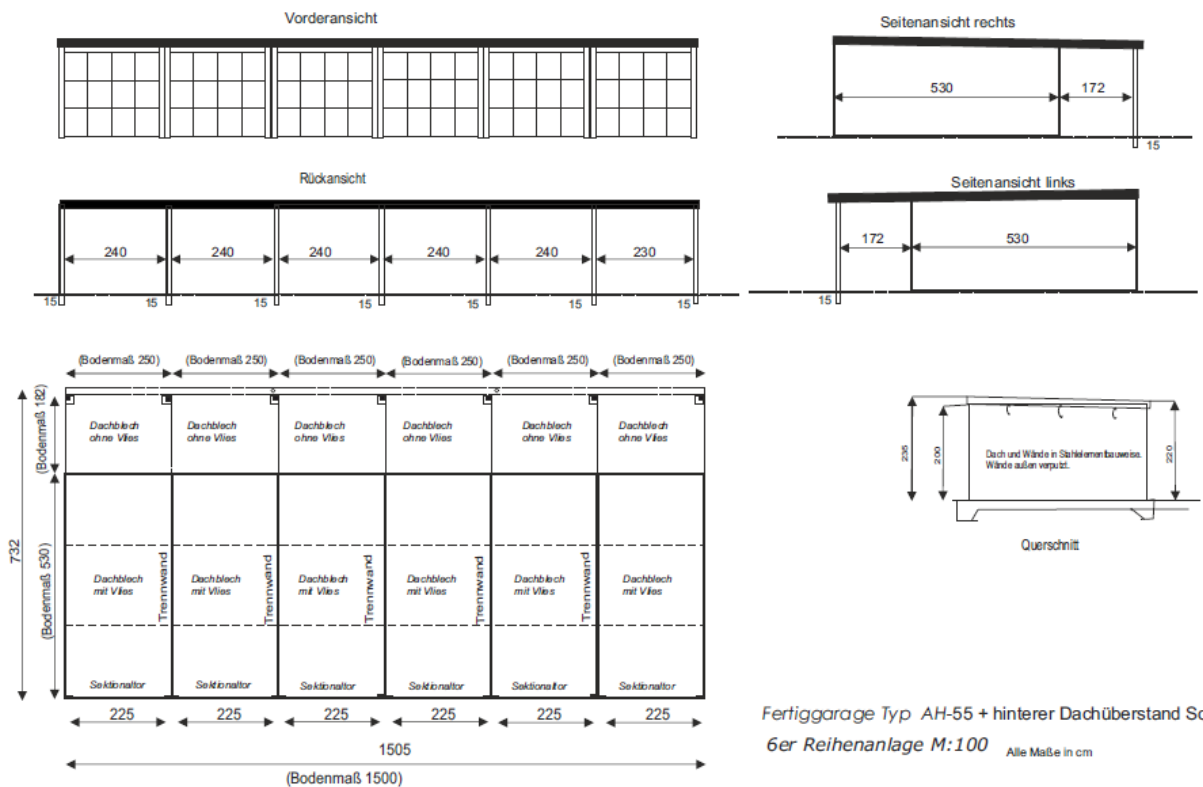 Vorderansicht
Seitenansicht rechts
530
172
15
Rückansicht
240 240 240 240 240 230
15 15 15 15 15 15 15
Seitenansicht links
172 530
15
(Bodenmaß 250) (Bodenmaß 250) (Bodenmaß 250) (Bodenmaß 250) (Bodenmaß 250) (Bodenmaß 250)
(Bodenmaß 182)
Dachblech Dachblech Dachblech Dachblech Dachblech Dachblech
ohne Vlies ohne Vlies ohne Vlies ohne Vlies ohne Vlies ohne Vlies
732
(Bodenmaß 530)
Dachblech Dachblech Dachblech Dachblech Dachblech Dachblech
mit Vlies mit Vlies mit Vlies mit Vlies mit Vlies mit Vlies
Trennwand Trennwand Trennwand Trennwand Trennwand
Sektionaltor Sektionaltor Sektionaltor Sektionaltor Sektionaltor Sektionaltor
225 225 225 225 225 225
1505
(Bodenmaß 1500)
235
200
Dach und Wände in Stahlelementbauweise.
Wände außen verputzt.
220
Querschnitt
Fertiggarage Typ AH-55 + hinterer Dachüberstand
6er Reihenanlage M:100 Alle Maße in cm